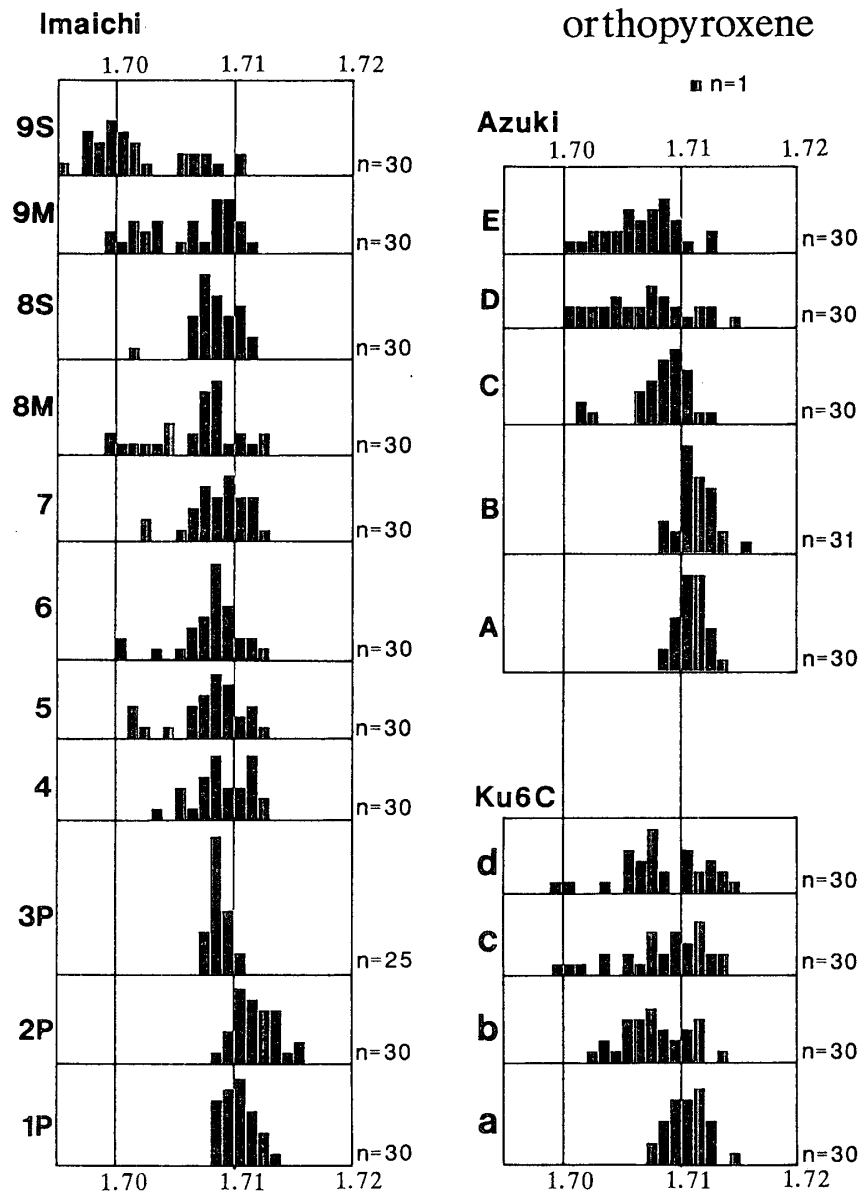 Imaichi
orthopyroxene
1.70 1.71 1.72
n=1
Azuki
1.70 1.71 1.72
9S n=30
9M n=30
8S n=30
8M n=30
7 n=30
6 n=30
5 n=30
4 n=30
3P n=25
2P n=30
1P n=30
1.70 1.71 1.72
E n=30
D n=30
C n=30
B n=31
A n=30
Ku6C
d n=30
c n=30
b n=30
a n=30
1.70 1.71 1.72